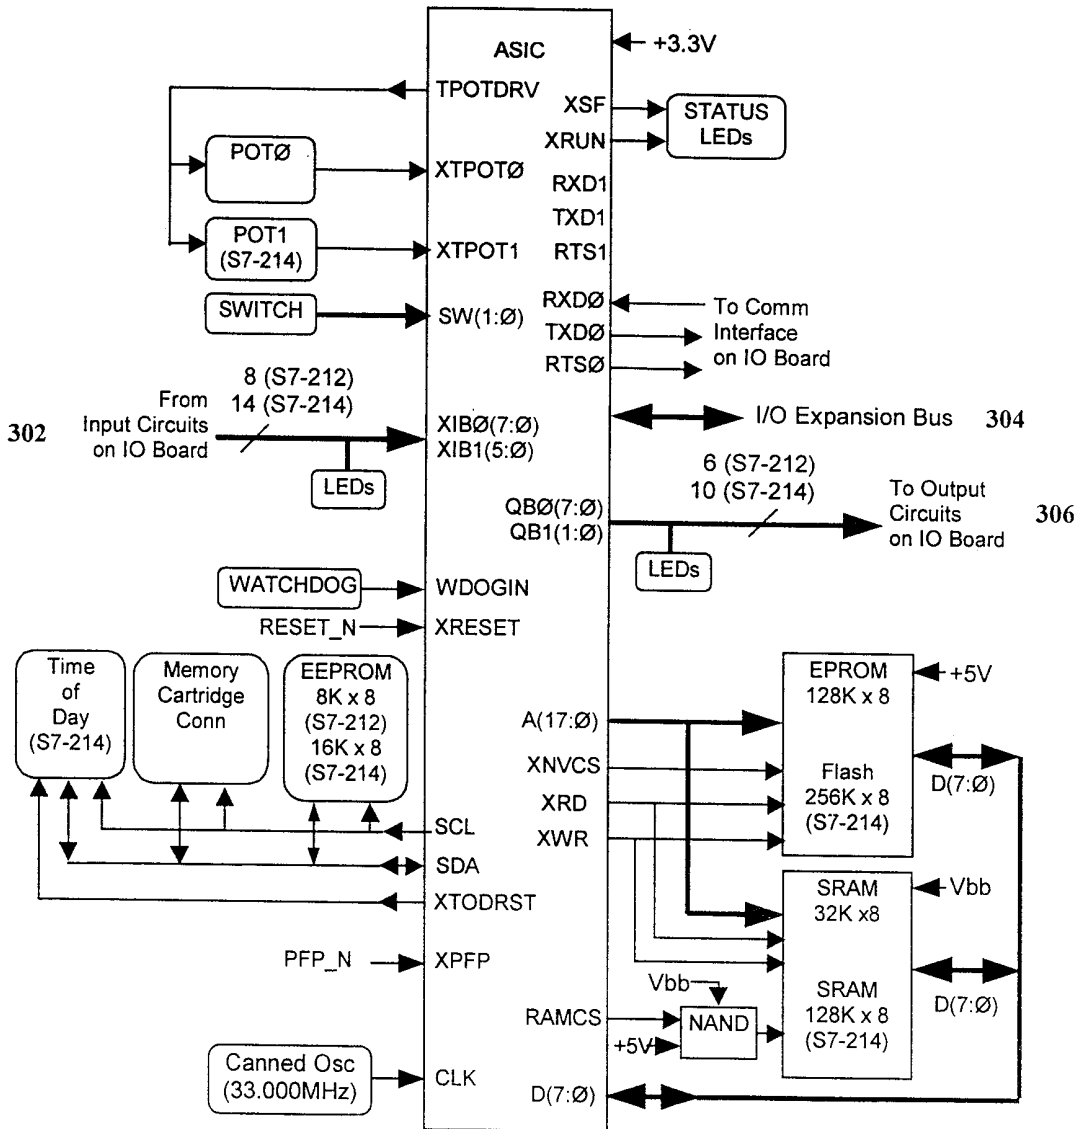 ASIC
+3.3V
TPOTDRV
XSF
STATUS
LEDs
XRUN
POTØ
XTPOTØ
RXD1
TXD1
POT1
(S7-214)
XTPOT1
RTS1
SWITCH
SW(1:Ø)
RXDØ
TXDØ
RTSØ
To Comm
Interface
on IO Board
8 (S7-212)
14 (S7-214)
302
From
Input Circuits
on IO Board
XIBØ(7:Ø)
XIB1(5:Ø)
LEDs
I/O Expansion Bus
304
6 (S7-212)
10 (S7-214)
QBØ(7:Ø)
QB1(1:Ø)
To Output
Circuits
on IO Board
306
LEDs
WATCHDOG
WDOGIN
RESET_N
XRESET
Time
of
Day
(S7-214)
Memory
Cartridge
Conn
EEPROM
8K x 8
(S7-212)
16K x 8
(S7-214)
EPROM
128K x 8
+5V
A(17:Ø)
XNVCS
Flash
256K x 8
(S7-214)
D(7:Ø)
XRD
XWR
SCL
SDA
XTODRST
SRAM
32K x8
Vbb
PFP_N
XPFP
SRAM
128K x 8
(S7-214)
D(7:Ø)
Vbb
RAMCS
NAND
+5V
Canned Osc
(33.000MHz)
CLK
D(7:Ø)